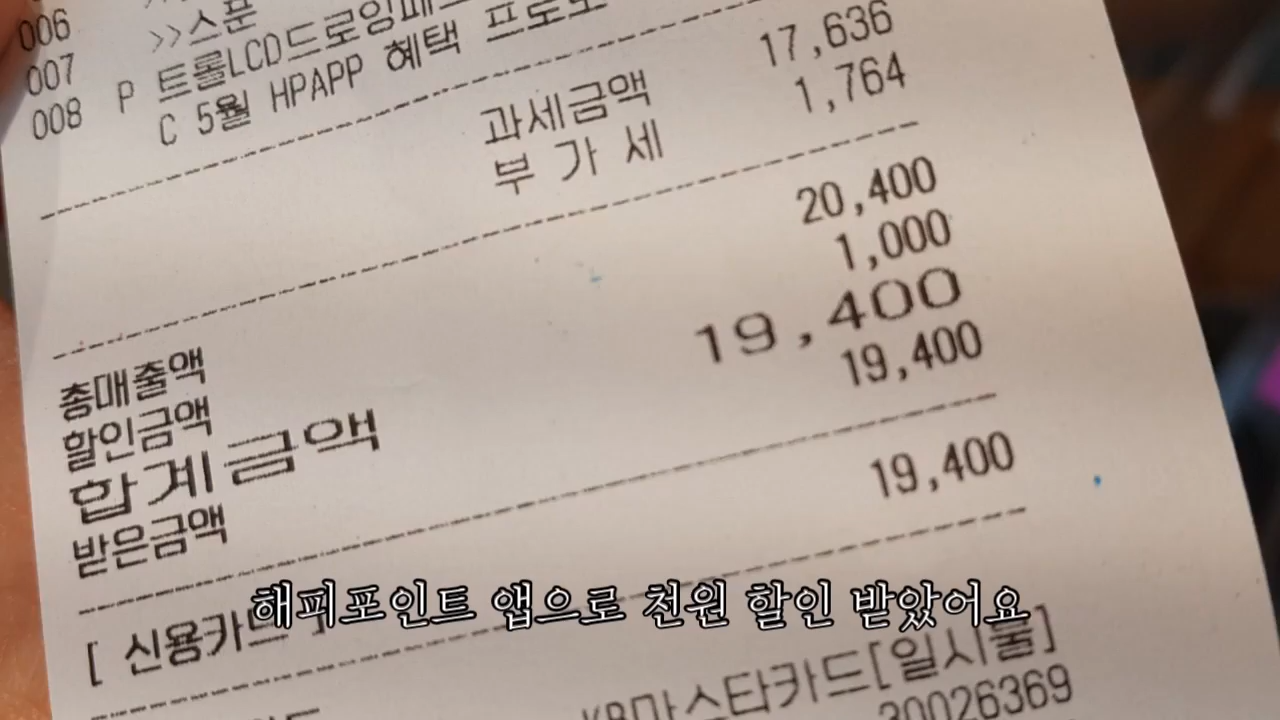 006
>>스푼
007
P 트롤LCD드로잉패
008
C 5월 HPAPP 혜택 프로모
과세금액 17,636
부 가 세 1,764
총매출액 20,400
할인금액 1,000
합계금액 19,400
받은금액 19,400
[ 신용카드 ] 19,400
해피포인트 앱으로 천원 할인 받았어요
KB마스타카드[일시불]
30026369